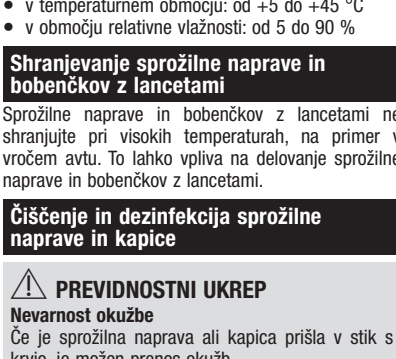 • v temperaturnem območju: od +5 do +45 °C
• v območju relativne vlažnosti: od 5 do 90 %
Shranjevanje sprožilne naprave in
bobenčkov z lancetami
Sprožilne naprave in bobenčkov z lancetami ne
shranjujte pri visokih temperaturah, na primer v
vročem avtu. To lahko vpliva na delovanje sprožilne
naprave in bobenčkov z lancetami.
Čiščenje in dezinfekcija sprožilne
naprave in kapice
PREVIDNOSTNI UKREP
Nevarnost okužbe
Če je sprožilna naprava ali kapica prišla v stik s
krvjo, je možen prenos okužb.